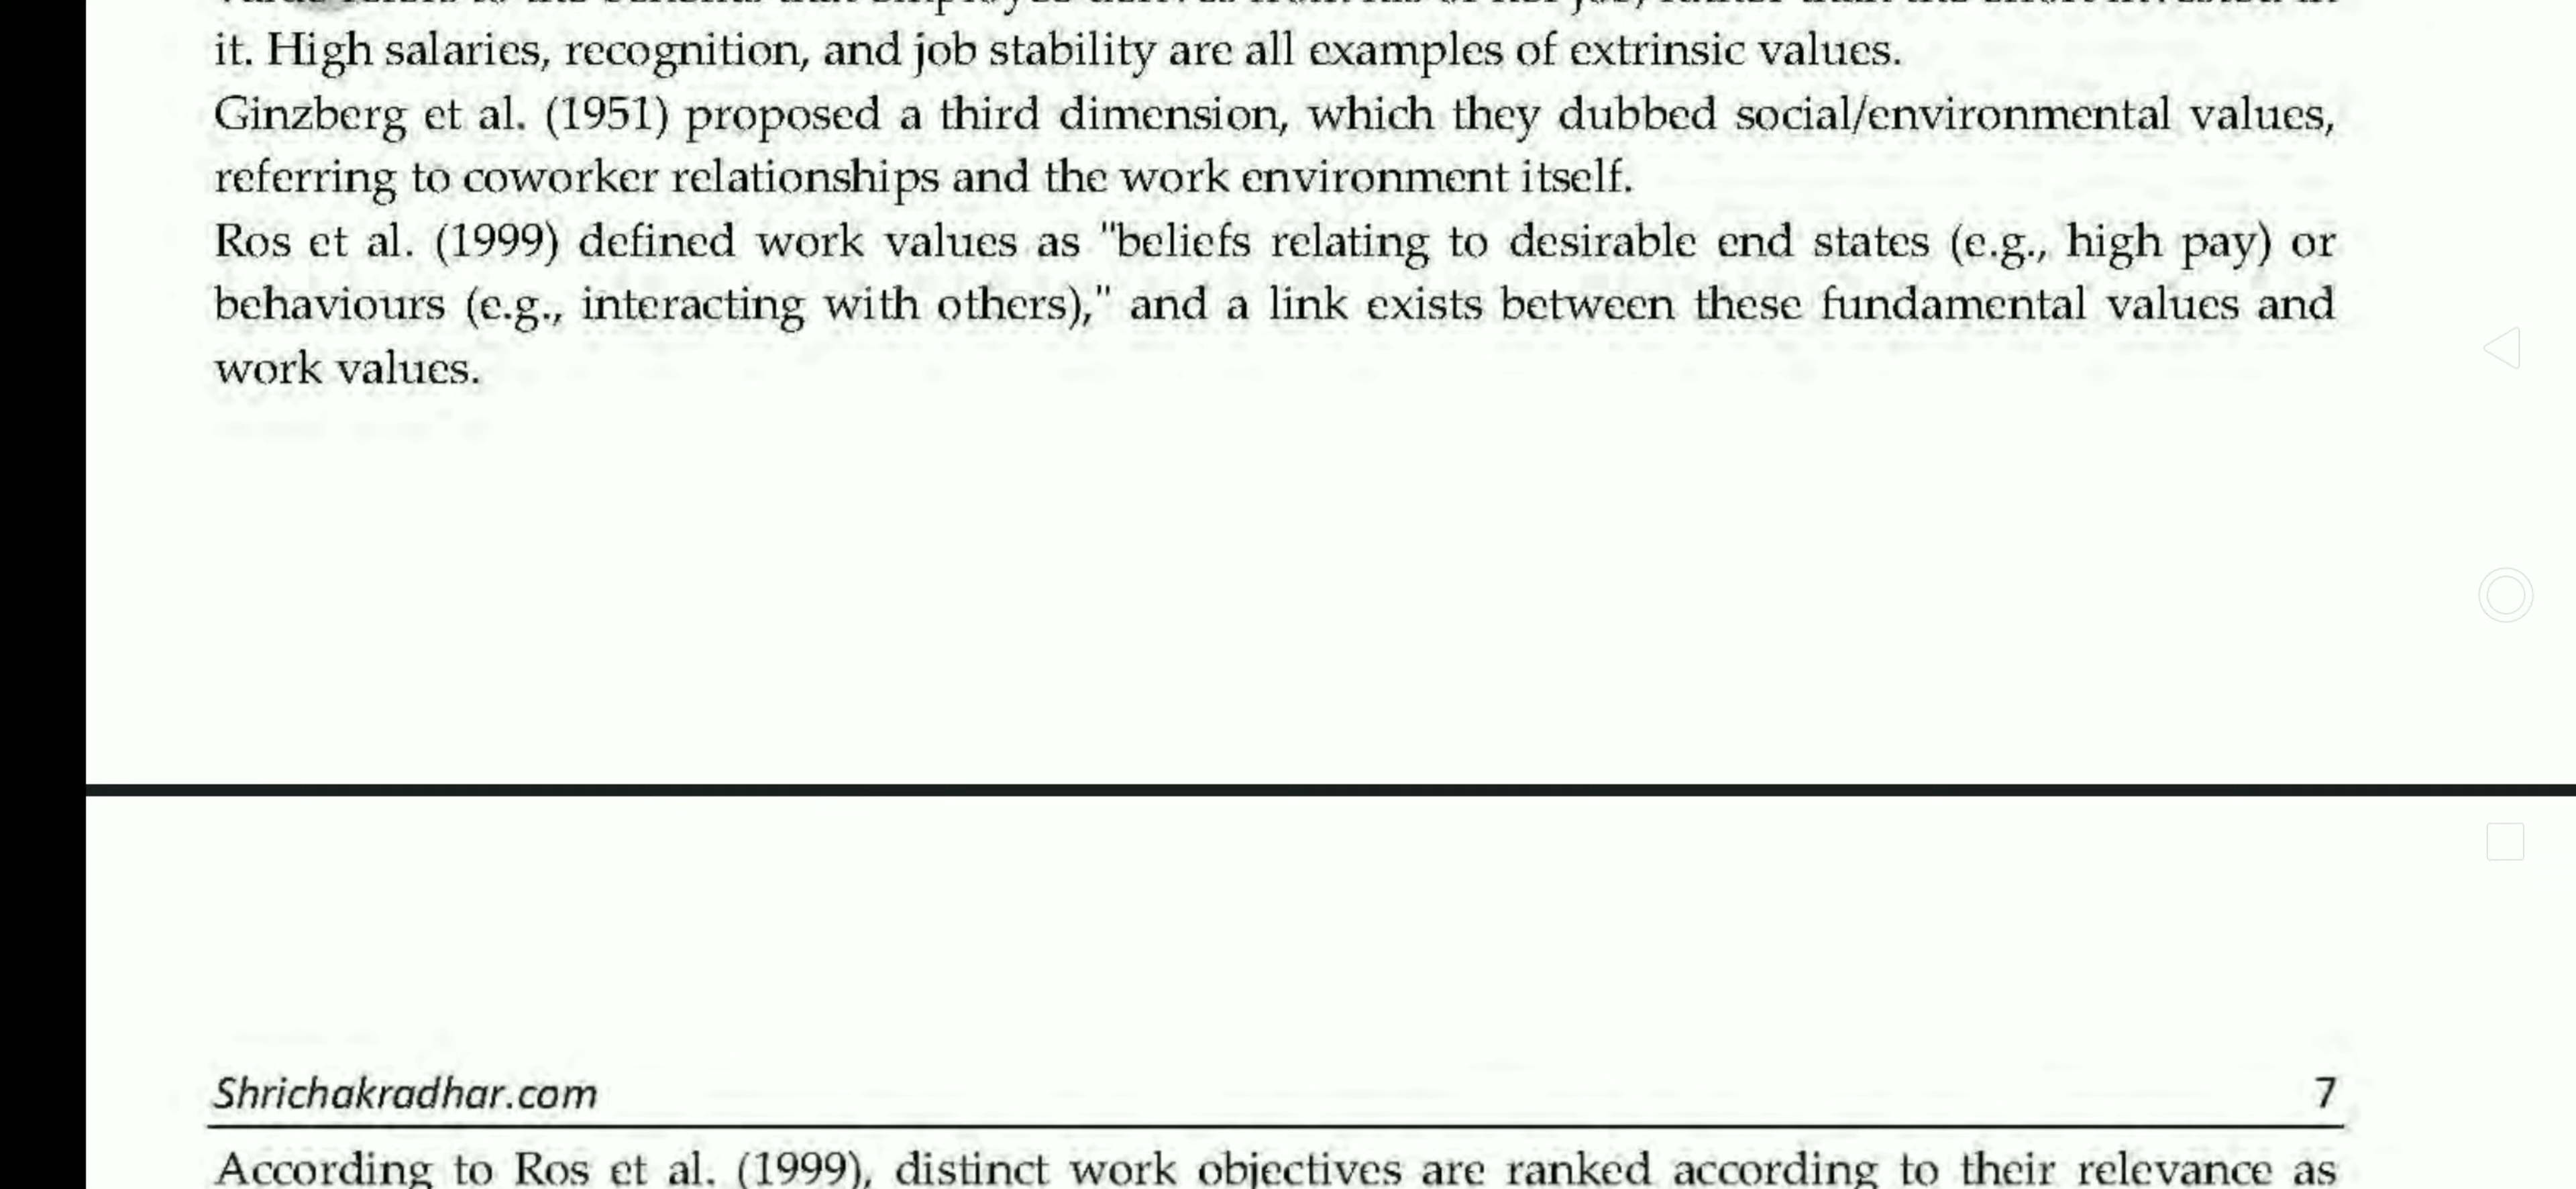 it. High salaries, recognition, and job stability are all examples of extrinsic values.
Ginzberg et al. (1951) proposed a third dimension, which they dubbed social/environmental values,
referring to coworker relationships and the work environment itself.
Ros et al. (1999) defined work values as "beliefs relating to desirable end states (e.g., high pay) or
behaviours (e.g., interacting with others)," and a link exists between these fundamental values and
work values.
Shrichakradhar.com 7
According to Ros et al. (1999), distinct work objectives are ranked according to their relevance as